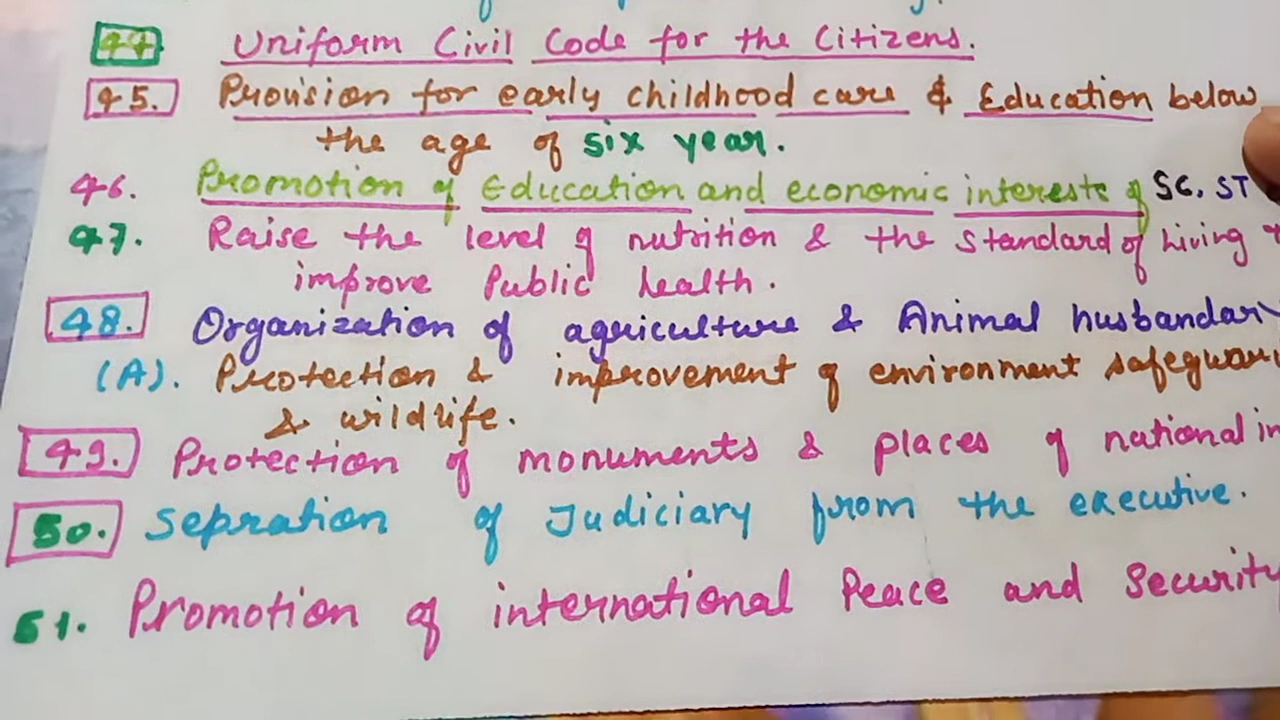 44 Uniform Civil Code for the Citizens.
45. Provision for early childhood care & Education below
the age of six year.
46. Promotion of Education and economic interests of SC, ST
47. Raise the level of nutrition & the standard of living
improve Public health.
48. Organization of agriculture & Animal husbandary
(A). Protection & improvement of environment safeguar
& wildlife.
49. Protection of monuments & places of national in
50. Sepration of Judiciary from the executive.
51. Promotion of international Peace and Security